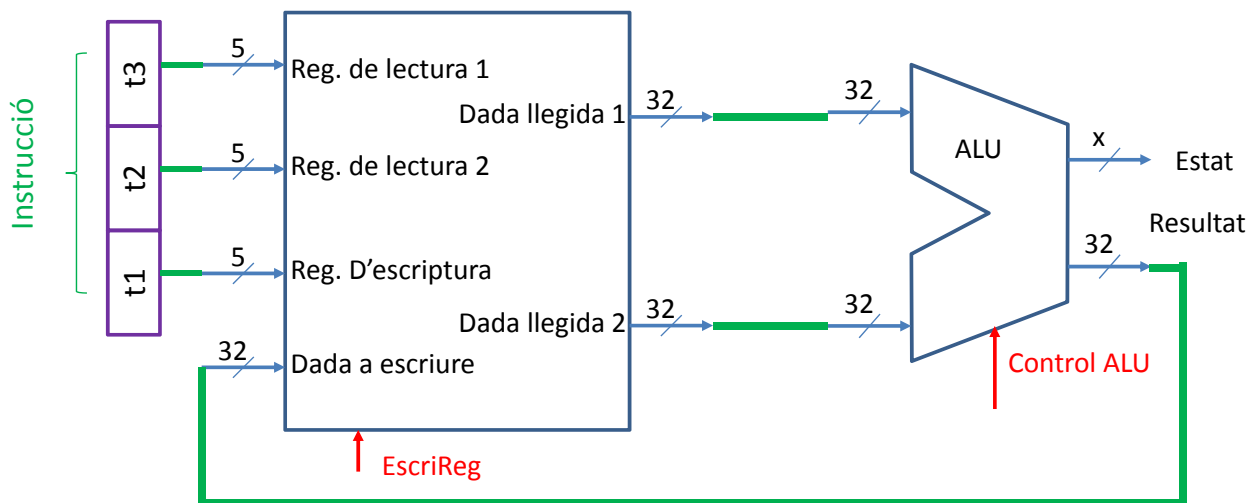 Instrucció
t3
t2
t1
5
5
5
32
Reg. de lectura 1
Dada llegida 1
Reg. de lectura 2
Reg. D'escriptura
Dada llegida 2
Dada a escriure
EscriReg
32
32
32
32
ALU
Control ALU
x
Estat
Resultat
32